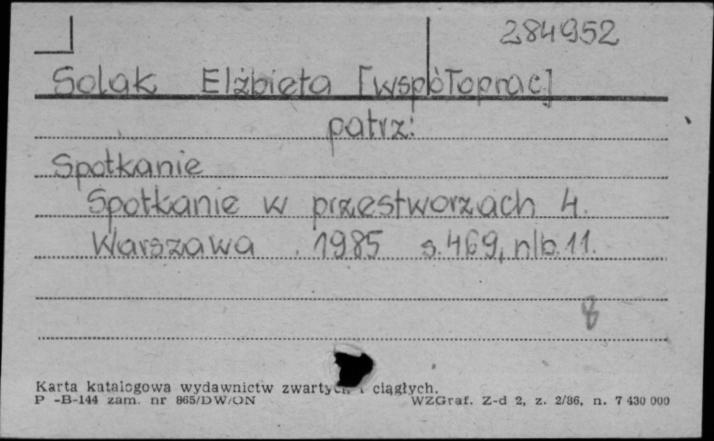 284952
Solak Elżbieta [współoprac.]
patrz:
Spotkanie
Spotkanie w przestworzach 4.
Warszawa . 1985 s. 469, nlb. 11.
8
Karta katalogowa wydawnictw zwartych i ciągłych.
P -B-144 zam. nr 865/DW/ON WZGraf. Z-d 2, z. 2/86, n. 7 430 000